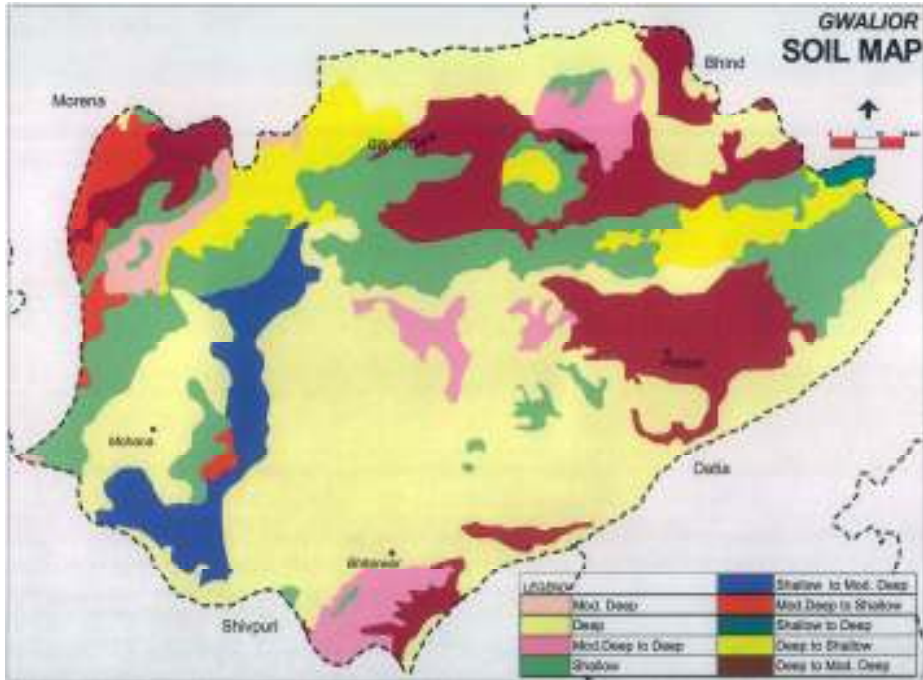 GWALIOR
SOIL MAP
Bhind
Morena
Mohana
Datia
Bhitarwar
Shivpuri
LEGEND
Mod. Deep
Deep
Mod.Deep to Deep
Shallow
Shallow to Mod. Deep
Mod.Deep to Shallow
Shallow to Deep
Deep to Shallow
Deep to Mod. Deep